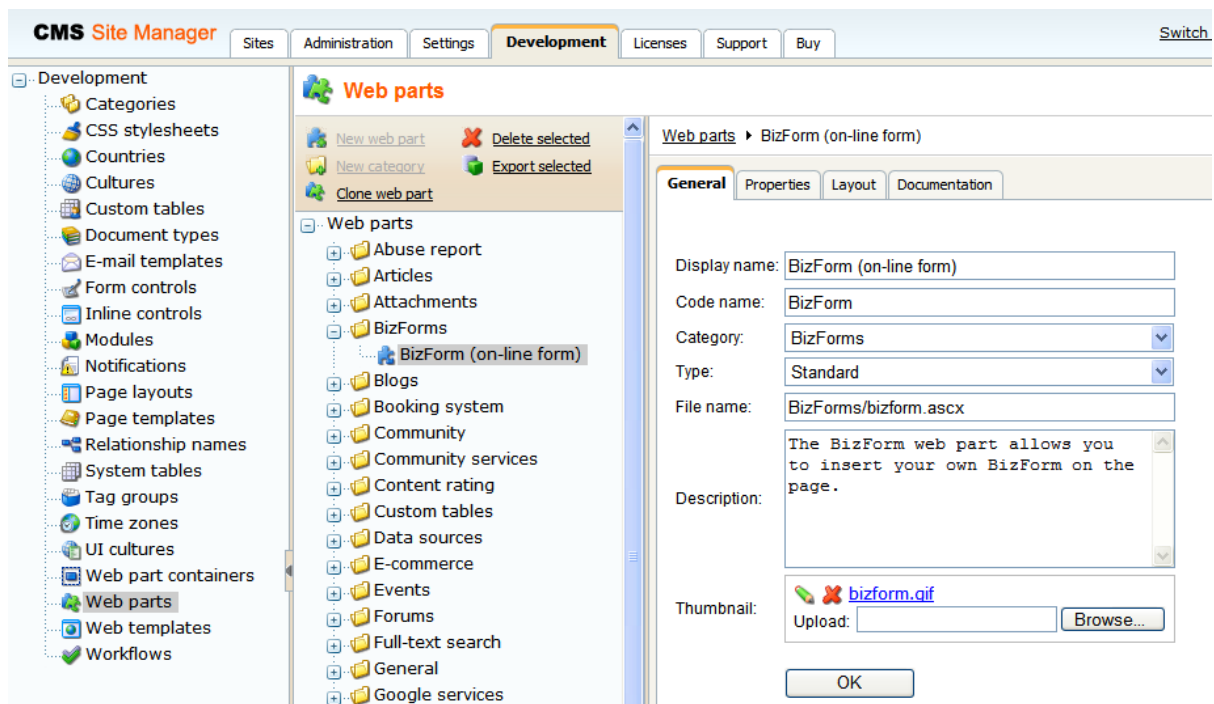 CMS Site Manager
Sites
Administration
Settings
Development
Licenses
Support
Buy
Switch
Development
Categories
CSS stylesheets
Countries
Cultures
Custom tables
Document types
E-mail templates
Form controls
Inline controls
Modules
Notifications
Page layouts
Page templates
Relationship names
System tables
Tag groups
Time zones
UI cultures
Web part containers
Web parts
Web templates
Workflows
Web parts
New web part
Delete selected
New category
Export selected
Clone web part
Web parts
Abuse report
Articles
Attachments
BizForms
BizForm (on-line form)
Blogs
Booking system
Community
Community services
Content rating
Custom tables
Data sources
E-commerce
Events
Forums
Full-text search
General
Google services
Web parts BizForm (on-line form)
General
Properties
Layout
Documentation
Display name: BizForm (on-line form)
Code name: BizForm
Category: BizForms
Type: Standard
File name: BizForms/bizform.ascx
Description:
The BizForm web part allows you
to insert your own BizForm on the
page.
Thumbnail:
bizform.gif
Upload: Browse...
OK